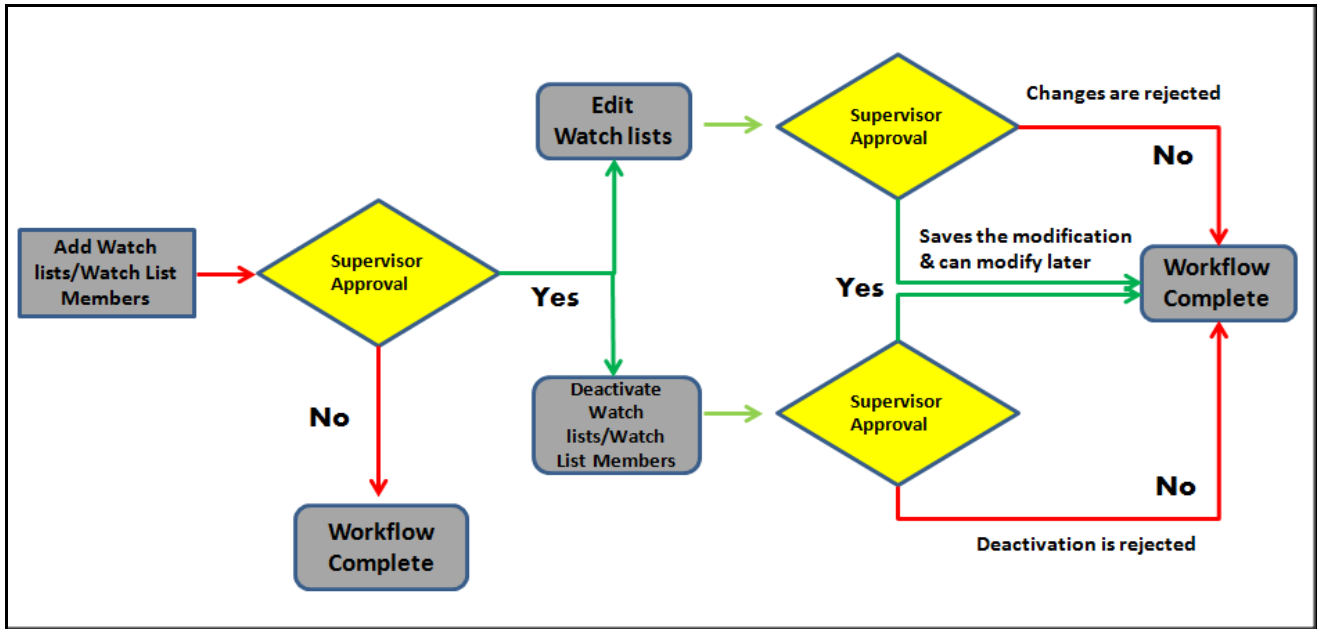 Add Watch
lists/Watch List
Members
Supervisor
Approval
No
Workflow
Complete
Yes
Edit
Watch lists
Deactivate
Watch
lists/Watch
List Members
Supervisor
Approval
Changes are rejected
No
Saves the modification
& can modify later
Yes
Supervisor
Approval
No
Deactivation is rejected
Workflow
Complete